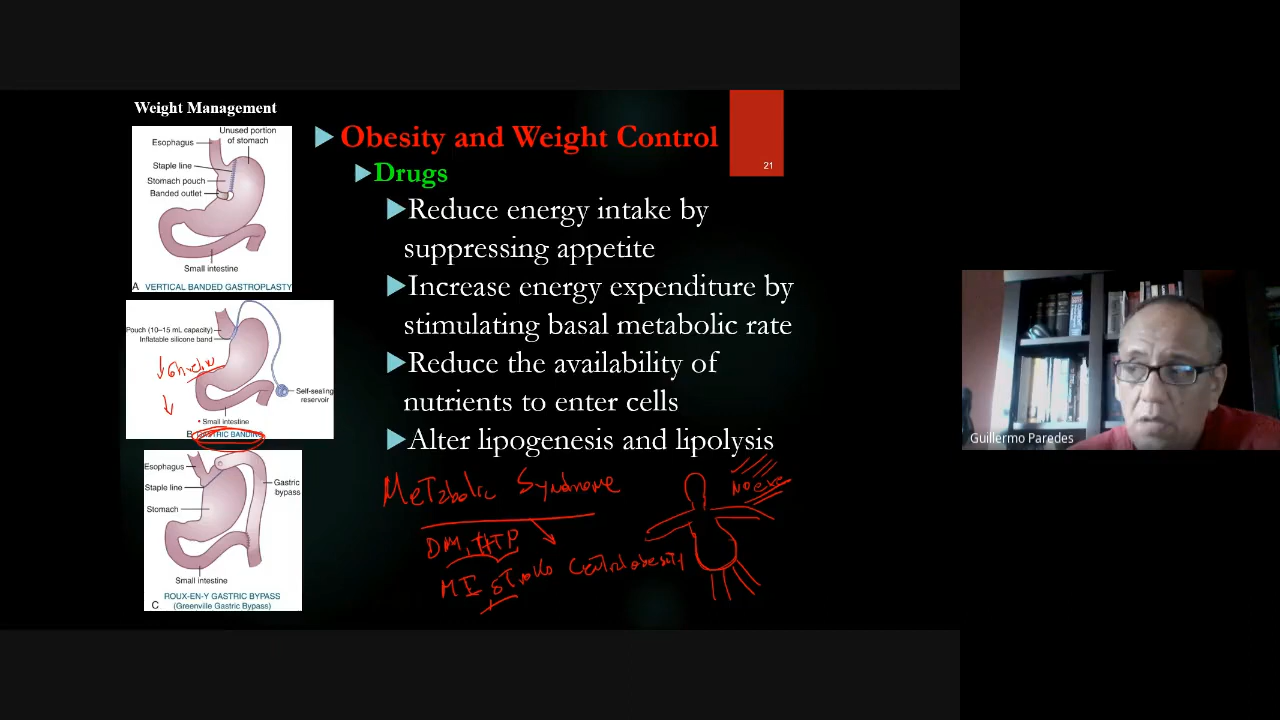 Weight Management
Esophagus
Unused portion
of stomach
Staple line
Stomach pouch
Banded outlet
Small intestine
A VERTICAL BANDED GASTROPLASTY
Pouch (10–15 mL capacity)
Inflatable silicone band
Self-sealing
reservoir
Small intestine
B GASTRIC BANDING
Esophagus
Staple line
Gastric
bypass
Stomach
Small intestine
ROUX-EN-Y GASTRIC BYPASS
C (Greenville Gastric Bypass)
Obesity and Weight Control
21
Drugs
Reduce energy intake by
suppressing appetite
Increase energy expenditure by
stimulating basal metabolic rate
Reduce the availability of
nutrients to enter cells
Alter lipogenesis and lipolysis
Metabolic Syndrome
DM, HTP
MI Stroke Central obesity
Guillermo Paredes